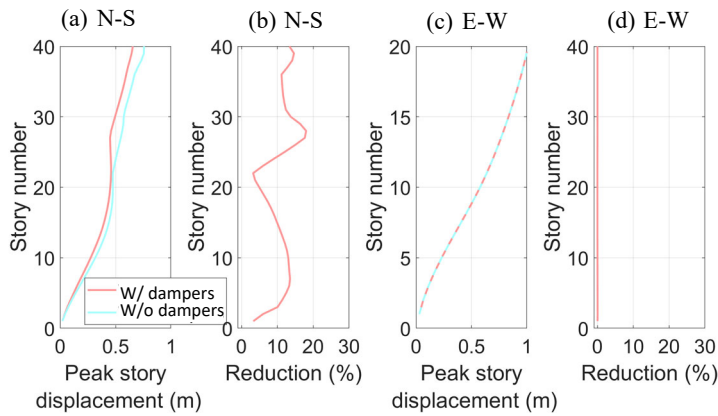 (a) N-S
(b) N-S
(c) E-W
(d) E-W
40
30
20
10
0
Story number
0
0.5
1
Peak story
displacement (m)
W/ dampers
W/o dampers
40
30
20
10
0
Story number
0
10
20
30
Reduction (%)
20
15
10
5
0
Story number
0
0.5
1
Peak story
displacement (m)
40
30
20
10
0
Story number
0
10
20
30
Reduction (%)